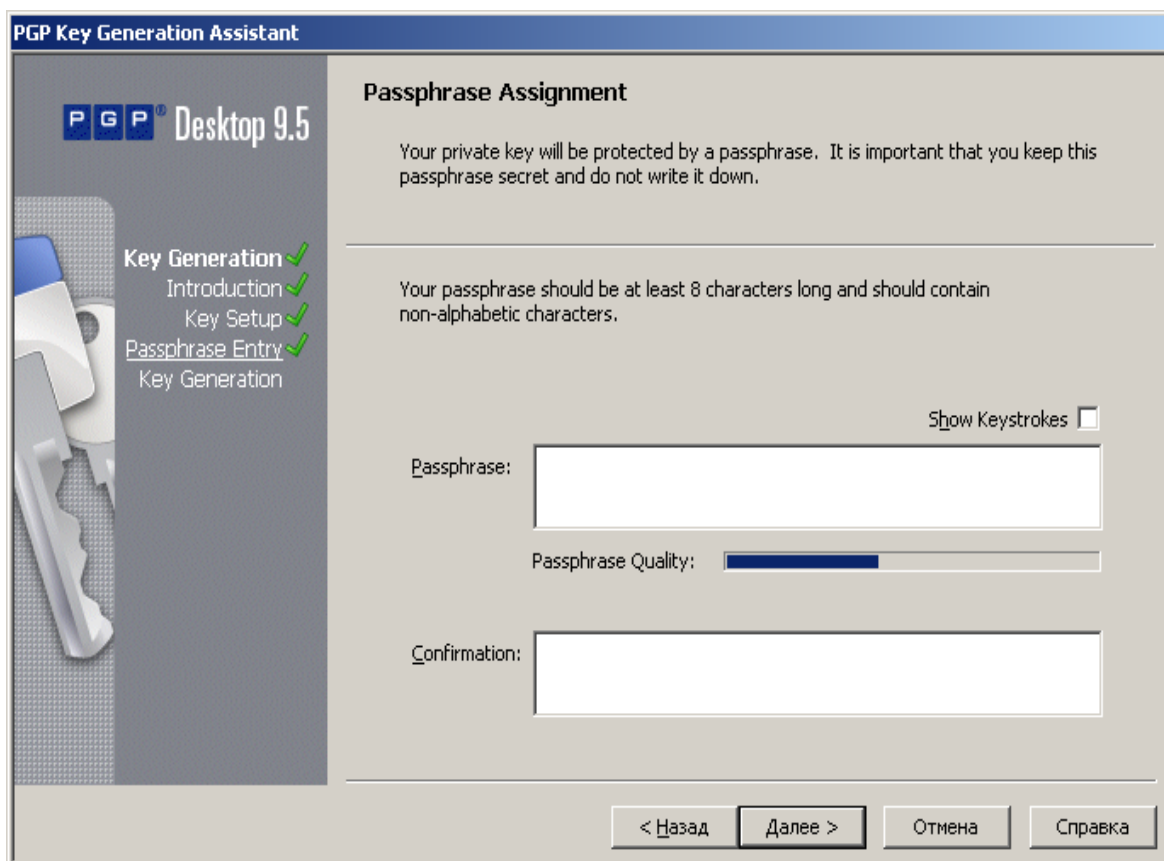 PGP Key Generation Assistant
PGP® Desktop 9.5
Key Generation
Introduction
Key Setup
Passphrase Entry
Key Generation
Passphrase Assignment
Your private key will be protected by a passphrase. It is important that you keep this
passphrase secret and do not write it down.
Your passphrase should be at least 8 characters long and should contain
non-alphabetic characters.
Show Keystrokes
Passphrase:
Passphrase Quality:
Confirmation:
< Назад
Далее >
Отмена
Справка